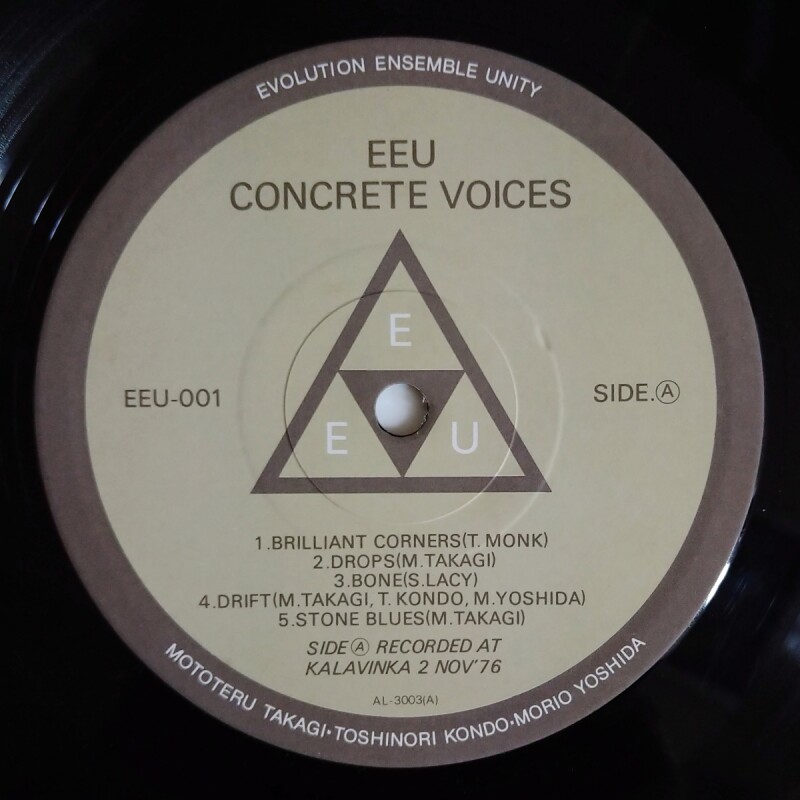 EVOLUTION ENSEMBLE UNITY
EEU
CONCRETE VOICES
E
E U
EEU-001
SIDE.Ⓐ
1.BRILLIANT CORNERS(T. MONK)
2.DROPS(M.TAKAGI)
3.BONE(S.LACY)
4.DRIFT(M.TAKAGI, T. KONDO, M.YOSHIDA)
5.STONE BLUES(M.TAKAGI)
SIDE Ⓐ RECORDED AT
KALAVINKA 2 NOV'76
AL-3003(A)
MOTOTERU TAKAGI·TOSHINORI KONDO·MORIO YOSHIDA